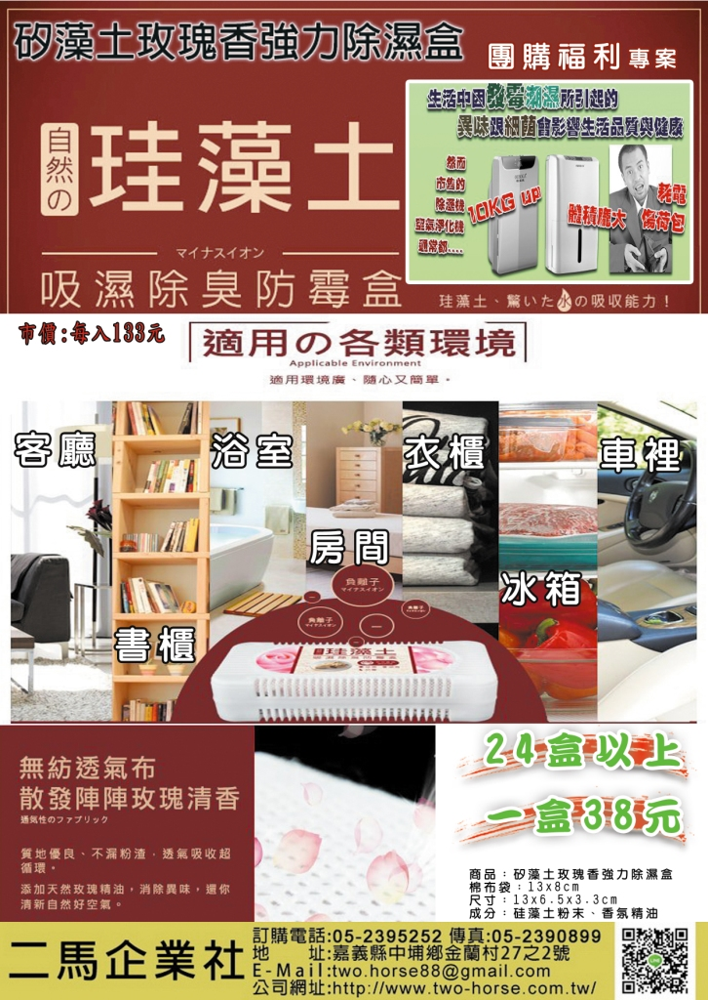 矽藻土玫瑰香強力除濕盒
團購福利專案
自然の
珪藻土
マイナスイオン
吸濕除臭防霉盒
生活中因發霉潮濕所引起的
異味跟細菌會影響生活品質與健康
然而
市售的
除溼機
空氣淨化機
通常都....
10KG up
體積龐大
耗電
傷荷包
珪藻土、驚いた水の吸収能力！
市價:每入133元
適用の各類環境
Applicable Environment
適用環境廣、隨心又簡單。
客廳
浴室
衣櫃
車裡
房間
冰箱
書櫃
負離子
マイナスイオン
負離子
マイナスイオン
負離子
珪藻土
吸濕除臭防霉盒
無紡透氣布
散發陣陣玫瑰清香
通気性のファブリック
質地優良、不漏粉渣，透氣吸收超
循環。
添加天然玫瑰精油，消除異味，還你
清新自然好空氣。
24盒以上
一盒38元
商品：矽藻土玫瑰香強力除濕盒
棉布袋：13x8cm
尺寸：13x6.5x3.3cm
成分：硅藻土粉末、香氛精油
二馬企業社
訂購電話:05-2395252 傳真:05-2390899
地 址:嘉義縣中埔鄉金蘭村27之2號
E-Mail:two.horse88@gmail.com
公司網址:http://www.two-horse.com.tw/